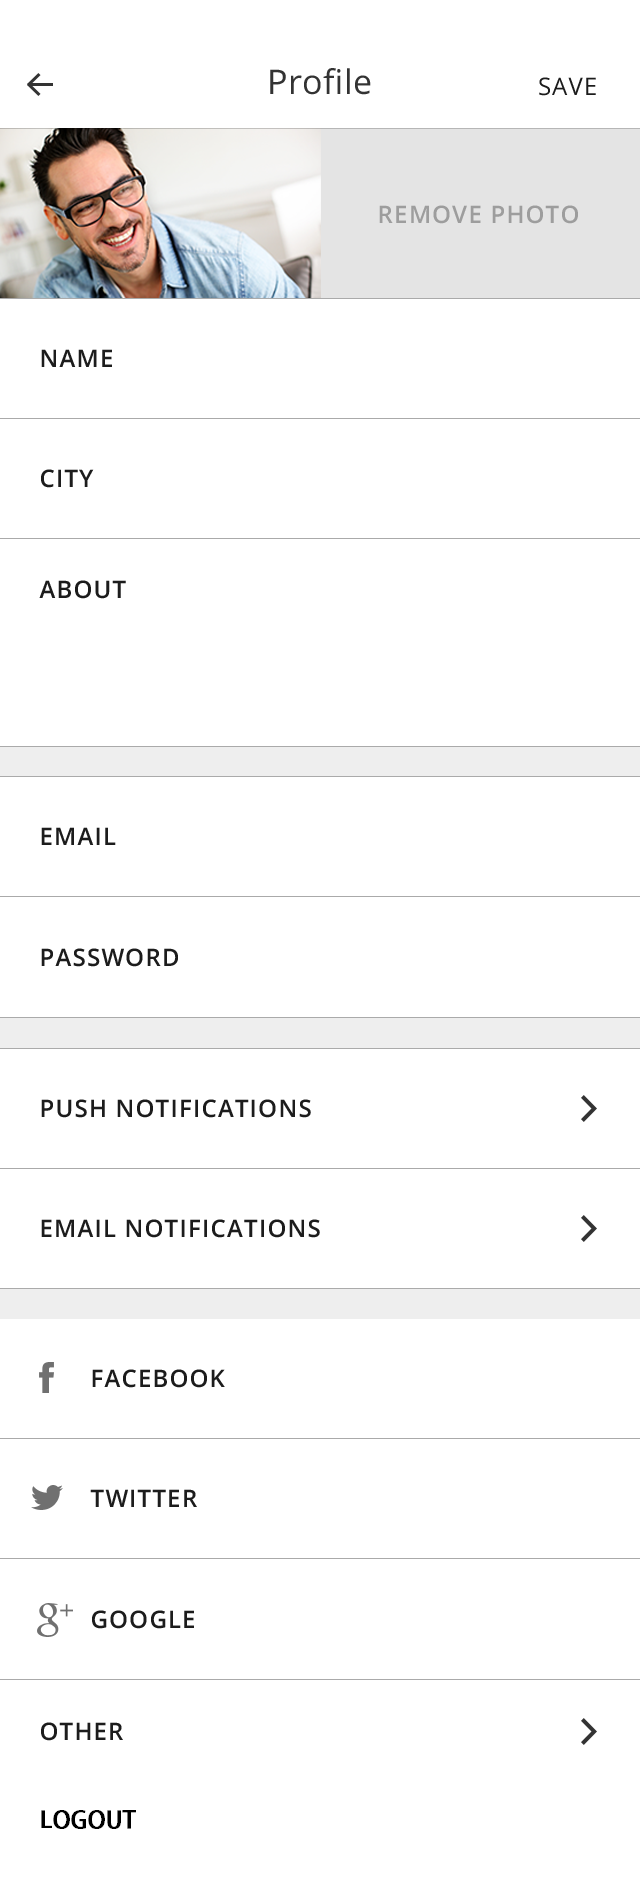 Profile
SAVE
REMOVE PHOTO
NAME
CITY
ABOUT
EMAIL
PASSWORD
PUSH NOTIFICATIONS
EMAIL NOTIFICATIONS
FACEBOOK
TWITTER
g+ GOOGLE
OTHER
LOGOUT